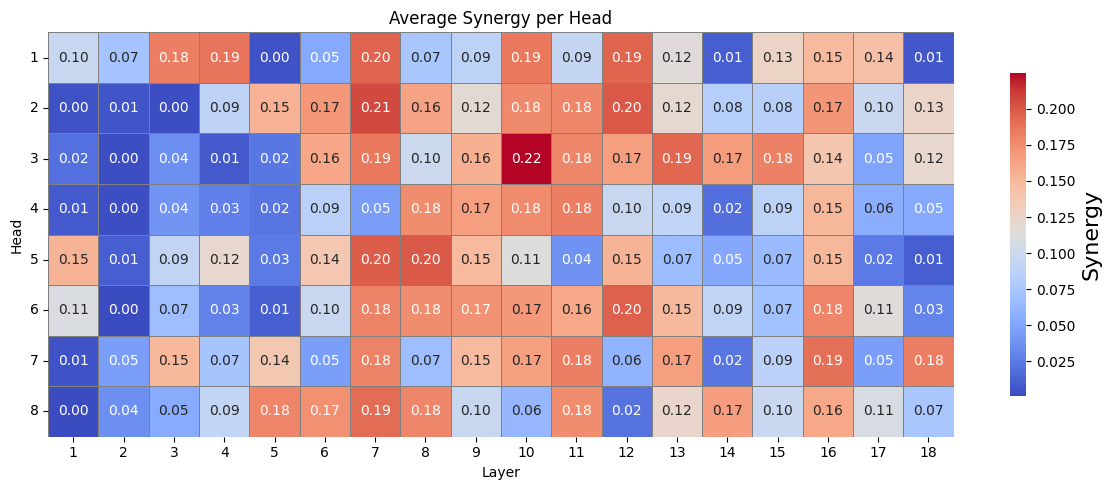 Average Synergy per Head
1 0.10 0.07 0.18 0.19 0.00 0.05 0.20 0.07 0.09 0.19 0.09 0.19 0.12 0.01 0.13 0.15 0.14 0.01
2 0.00 0.01 0.00 0.09 0.15 0.17 0.21 0.16 0.12 0.18 0.18 0.20 0.12 0.08 0.08 0.17 0.10 0.13
3 0.02 0.00 0.04 0.01 0.02 0.16 0.19 0.10 0.16 0.22 0.18 0.17 0.19 0.17 0.18 0.14 0.05 0.12
4 0.01 0.00 0.04 0.03 0.02 0.09 0.05 0.18 0.17 0.18 0.18 0.10 0.09 0.02 0.09 0.15 0.06 0.05
5 0.15 0.01 0.09 0.12 0.03 0.14 0.20 0.20 0.15 0.11 0.04 0.15 0.07 0.05 0.07 0.15 0.02 0.01
6 0.11 0.00 0.07 0.03 0.01 0.10 0.18 0.18 0.17 0.17 0.16 0.20 0.15 0.09 0.07 0.18 0.11 0.03
7 0.01 0.05 0.15 0.07 0.14 0.05 0.18 0.07 0.15 0.17 0.18 0.06 0.17 0.02 0.09 0.19 0.05 0.18
8 0.00 0.04 0.05 0.09 0.18 0.17 0.19 0.18 0.10 0.06 0.18 0.02 0.12 0.17 0.10 0.16 0.11 0.07
1 2 3 4 5 6 7 8 9 10 11 12 13 14 15 16 17 18
Layer
Head
0.200
0.175
0.150
0.125
0.100
0.075
0.050
0.025
Synergy